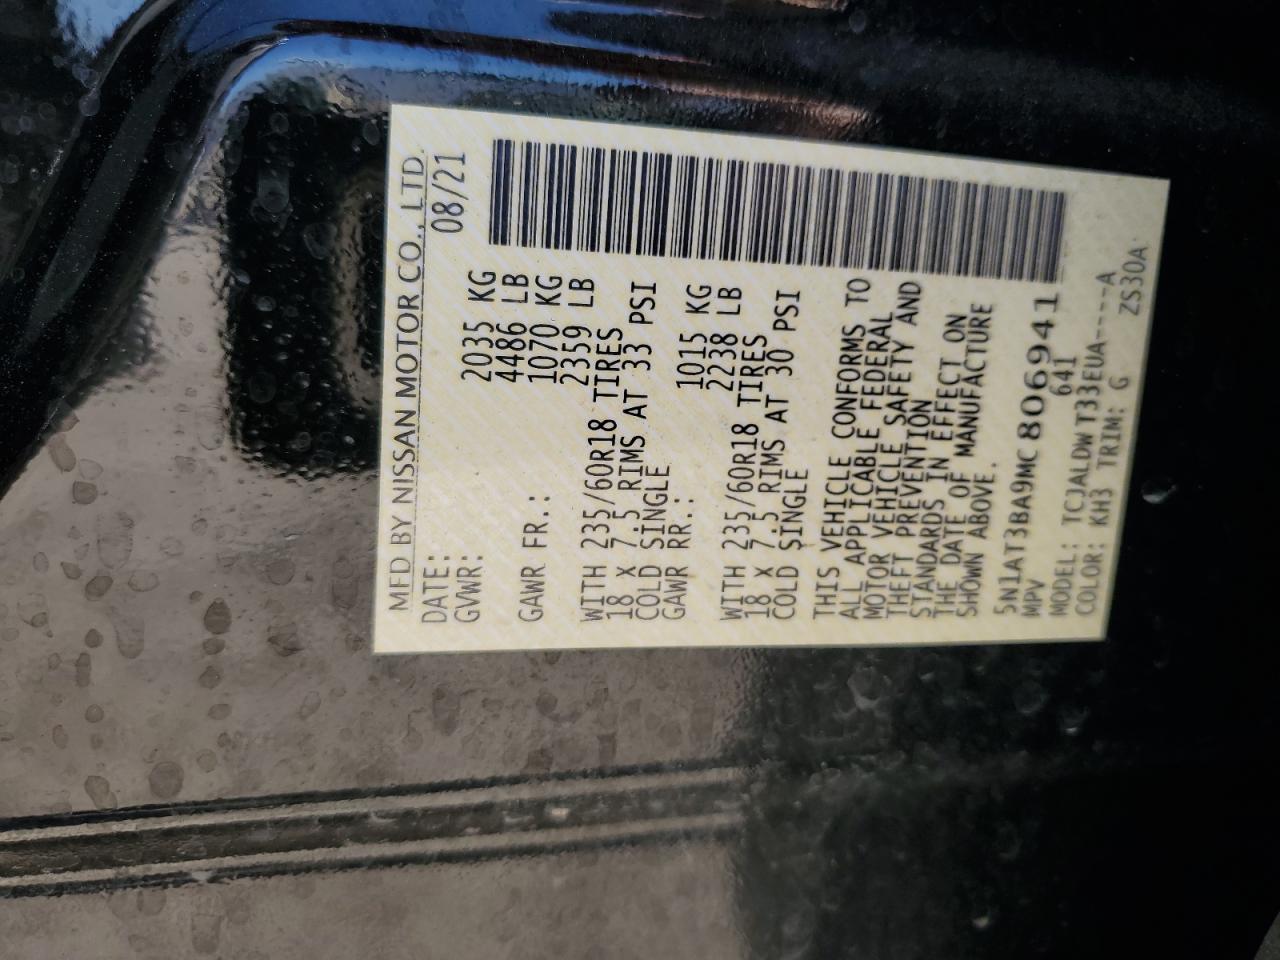 MFD BY NISSAN MOTOR CO., LTD.
DATE: 08/21
GVWR: 2035 KG
4486 LB
GAWR FR.: 1070 KG
2359 LB
WITH 235/60R18 TIRES
18 X 7.5 RIMS AT 33 PSI
COLD SINGLE
GAWR RR.: 1015 KG
2238 LB
WITH 235/60R18 TIRES
18 X 7.5 RIMS AT 30 PSI
COLD SINGLE
THIS VEHICLE CONFORMS TO
ALL APPLICABLE FEDERAL
MOTOR VEHICLE SAFETY AND
THEFT PREVENTION
STANDARDS IN EFFECT ON
THE DATE OF MANUFACTURE
SHOWN ABOVE.
5N1AT3BA9MC806941
MPV 641
MODEL: TCJALDWT33EUA----A
COLOR: KH3 TRIM: G ZS30A